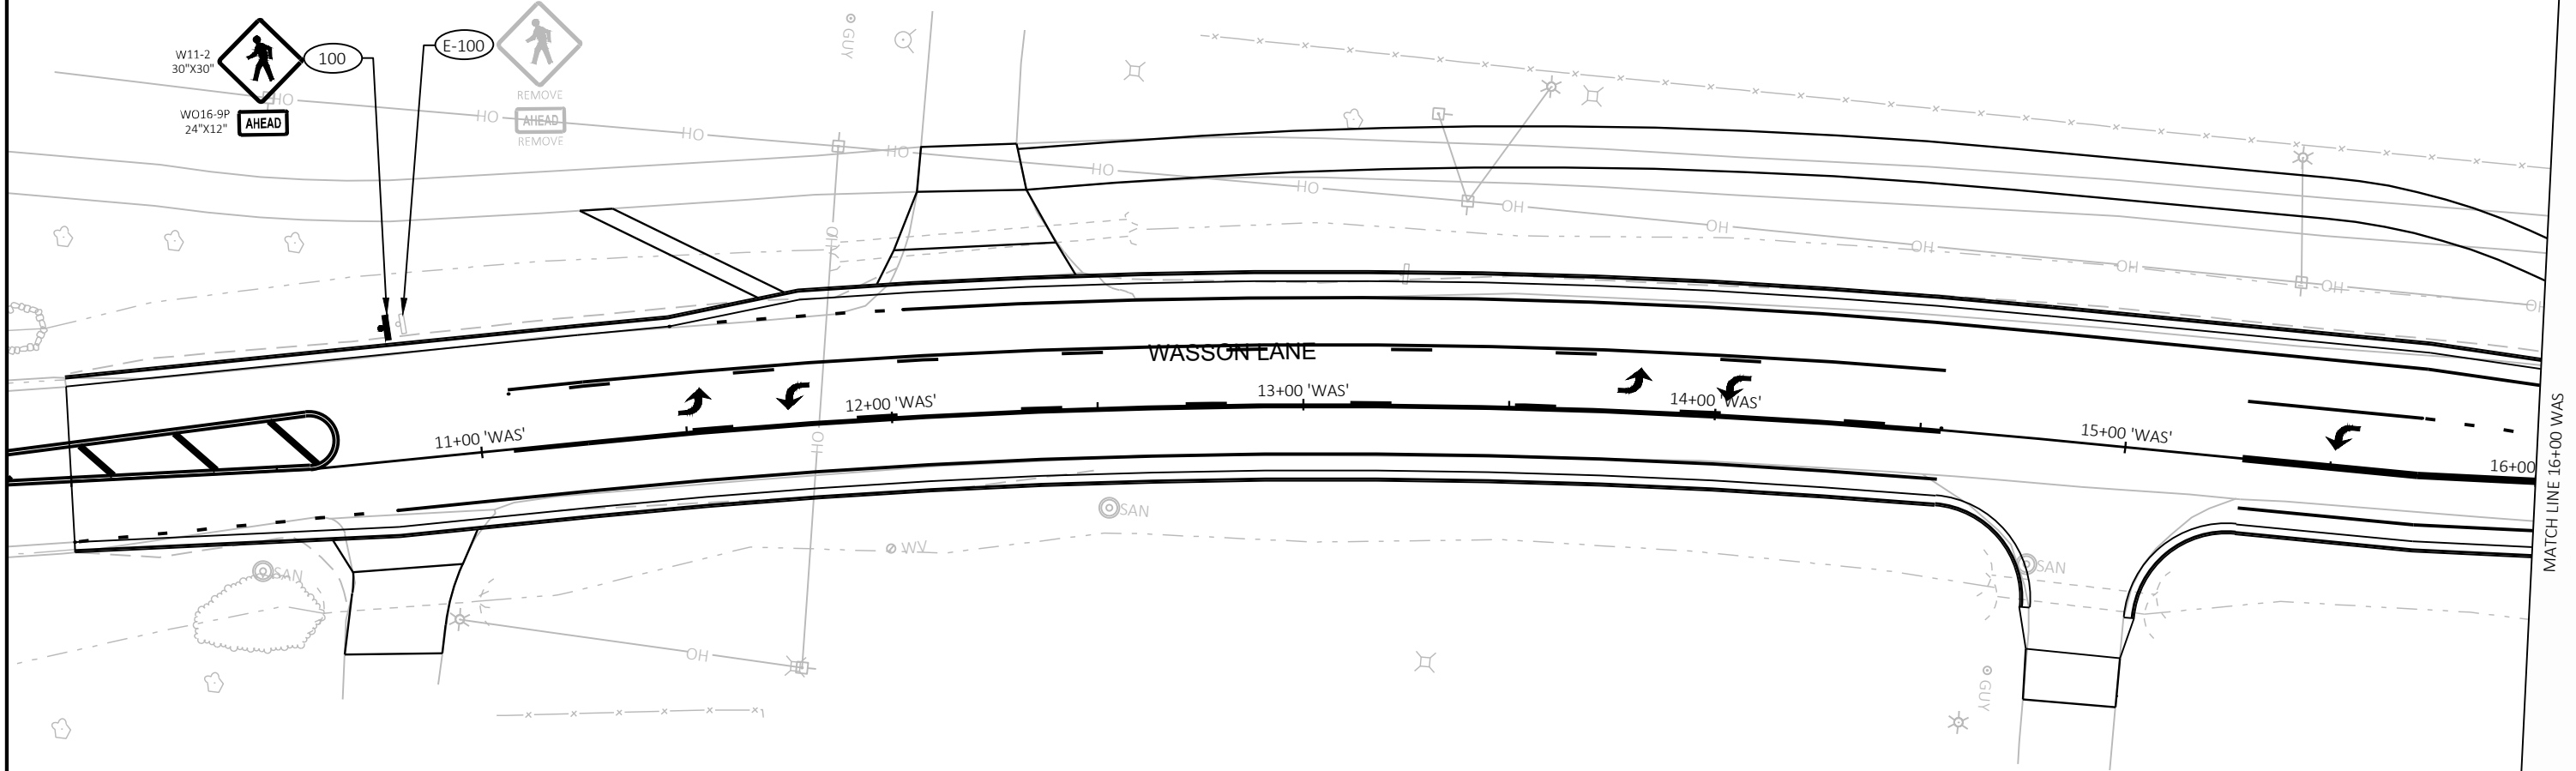 W11-2
30"X30"
100
E-100
WO16-9P
24"X12"
AHEAD
REMOVE
AHEAD
REMOVE
GUY
HO
HO
HO
HO
HO
HO
OH
OH
OH
OH
OH
OH
OH
OH
WASSON LANE
11+00 'WAS'
12+00 'WAS'
13+00 'WAS'
14+00 'WAS'
15+00 'WAS'
16+00
MATCH LINE 16+00 WAS
SAN
WV
SAN
SAN
OH
GUY